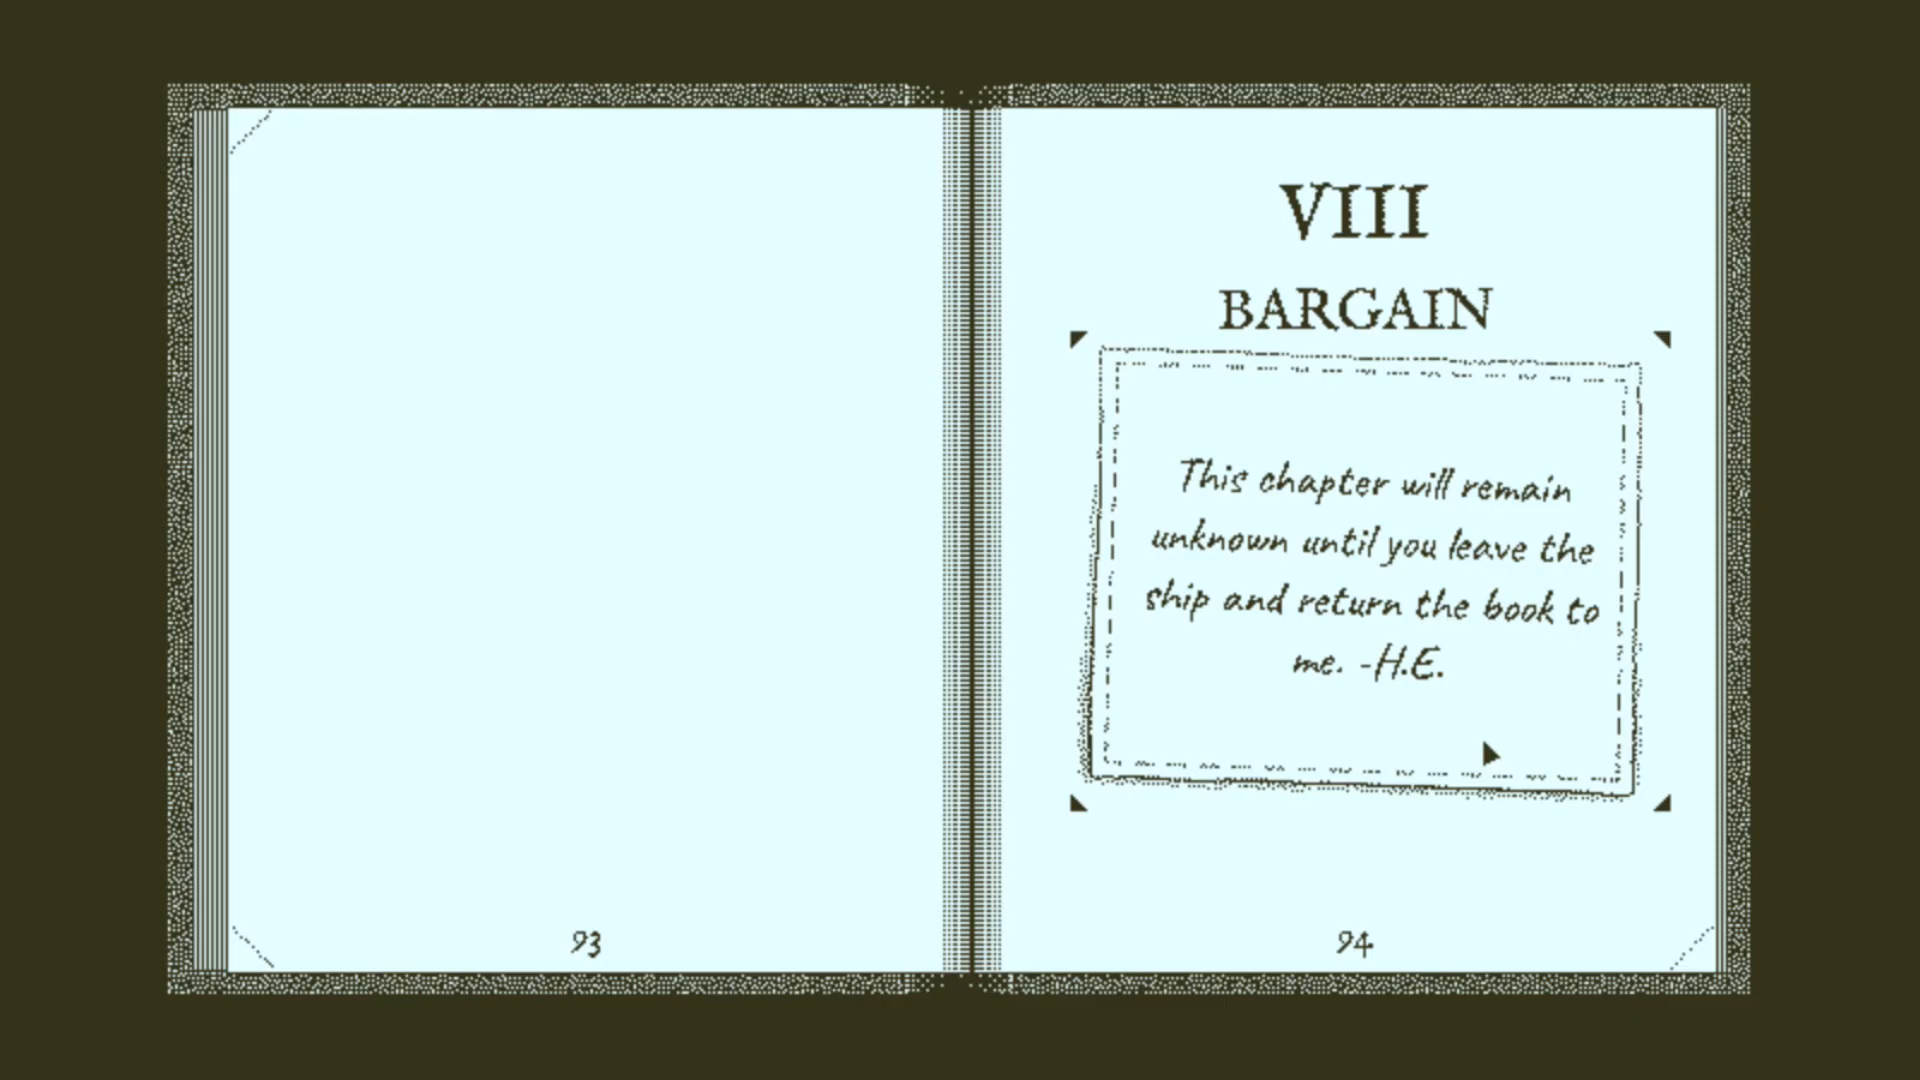 VIII
BARGAIN
This chapter will remain
unknown until you leave the
ship and return the book to
me. -H.E.
93
94